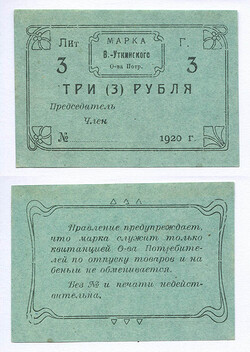 Лит Г.
МАРКА
В.-Уткинского
О-ва Потр.
3 3
ТРИ (3) РУБЛЯ
Председатель
Член
№ 1920 г.
Правление предупреждает,
что марка служит только
квитанцией О-ва Потребите-
лей по отпуску товаров и на
деньги не обменивается.
Без № и печати недейст-
вительна.